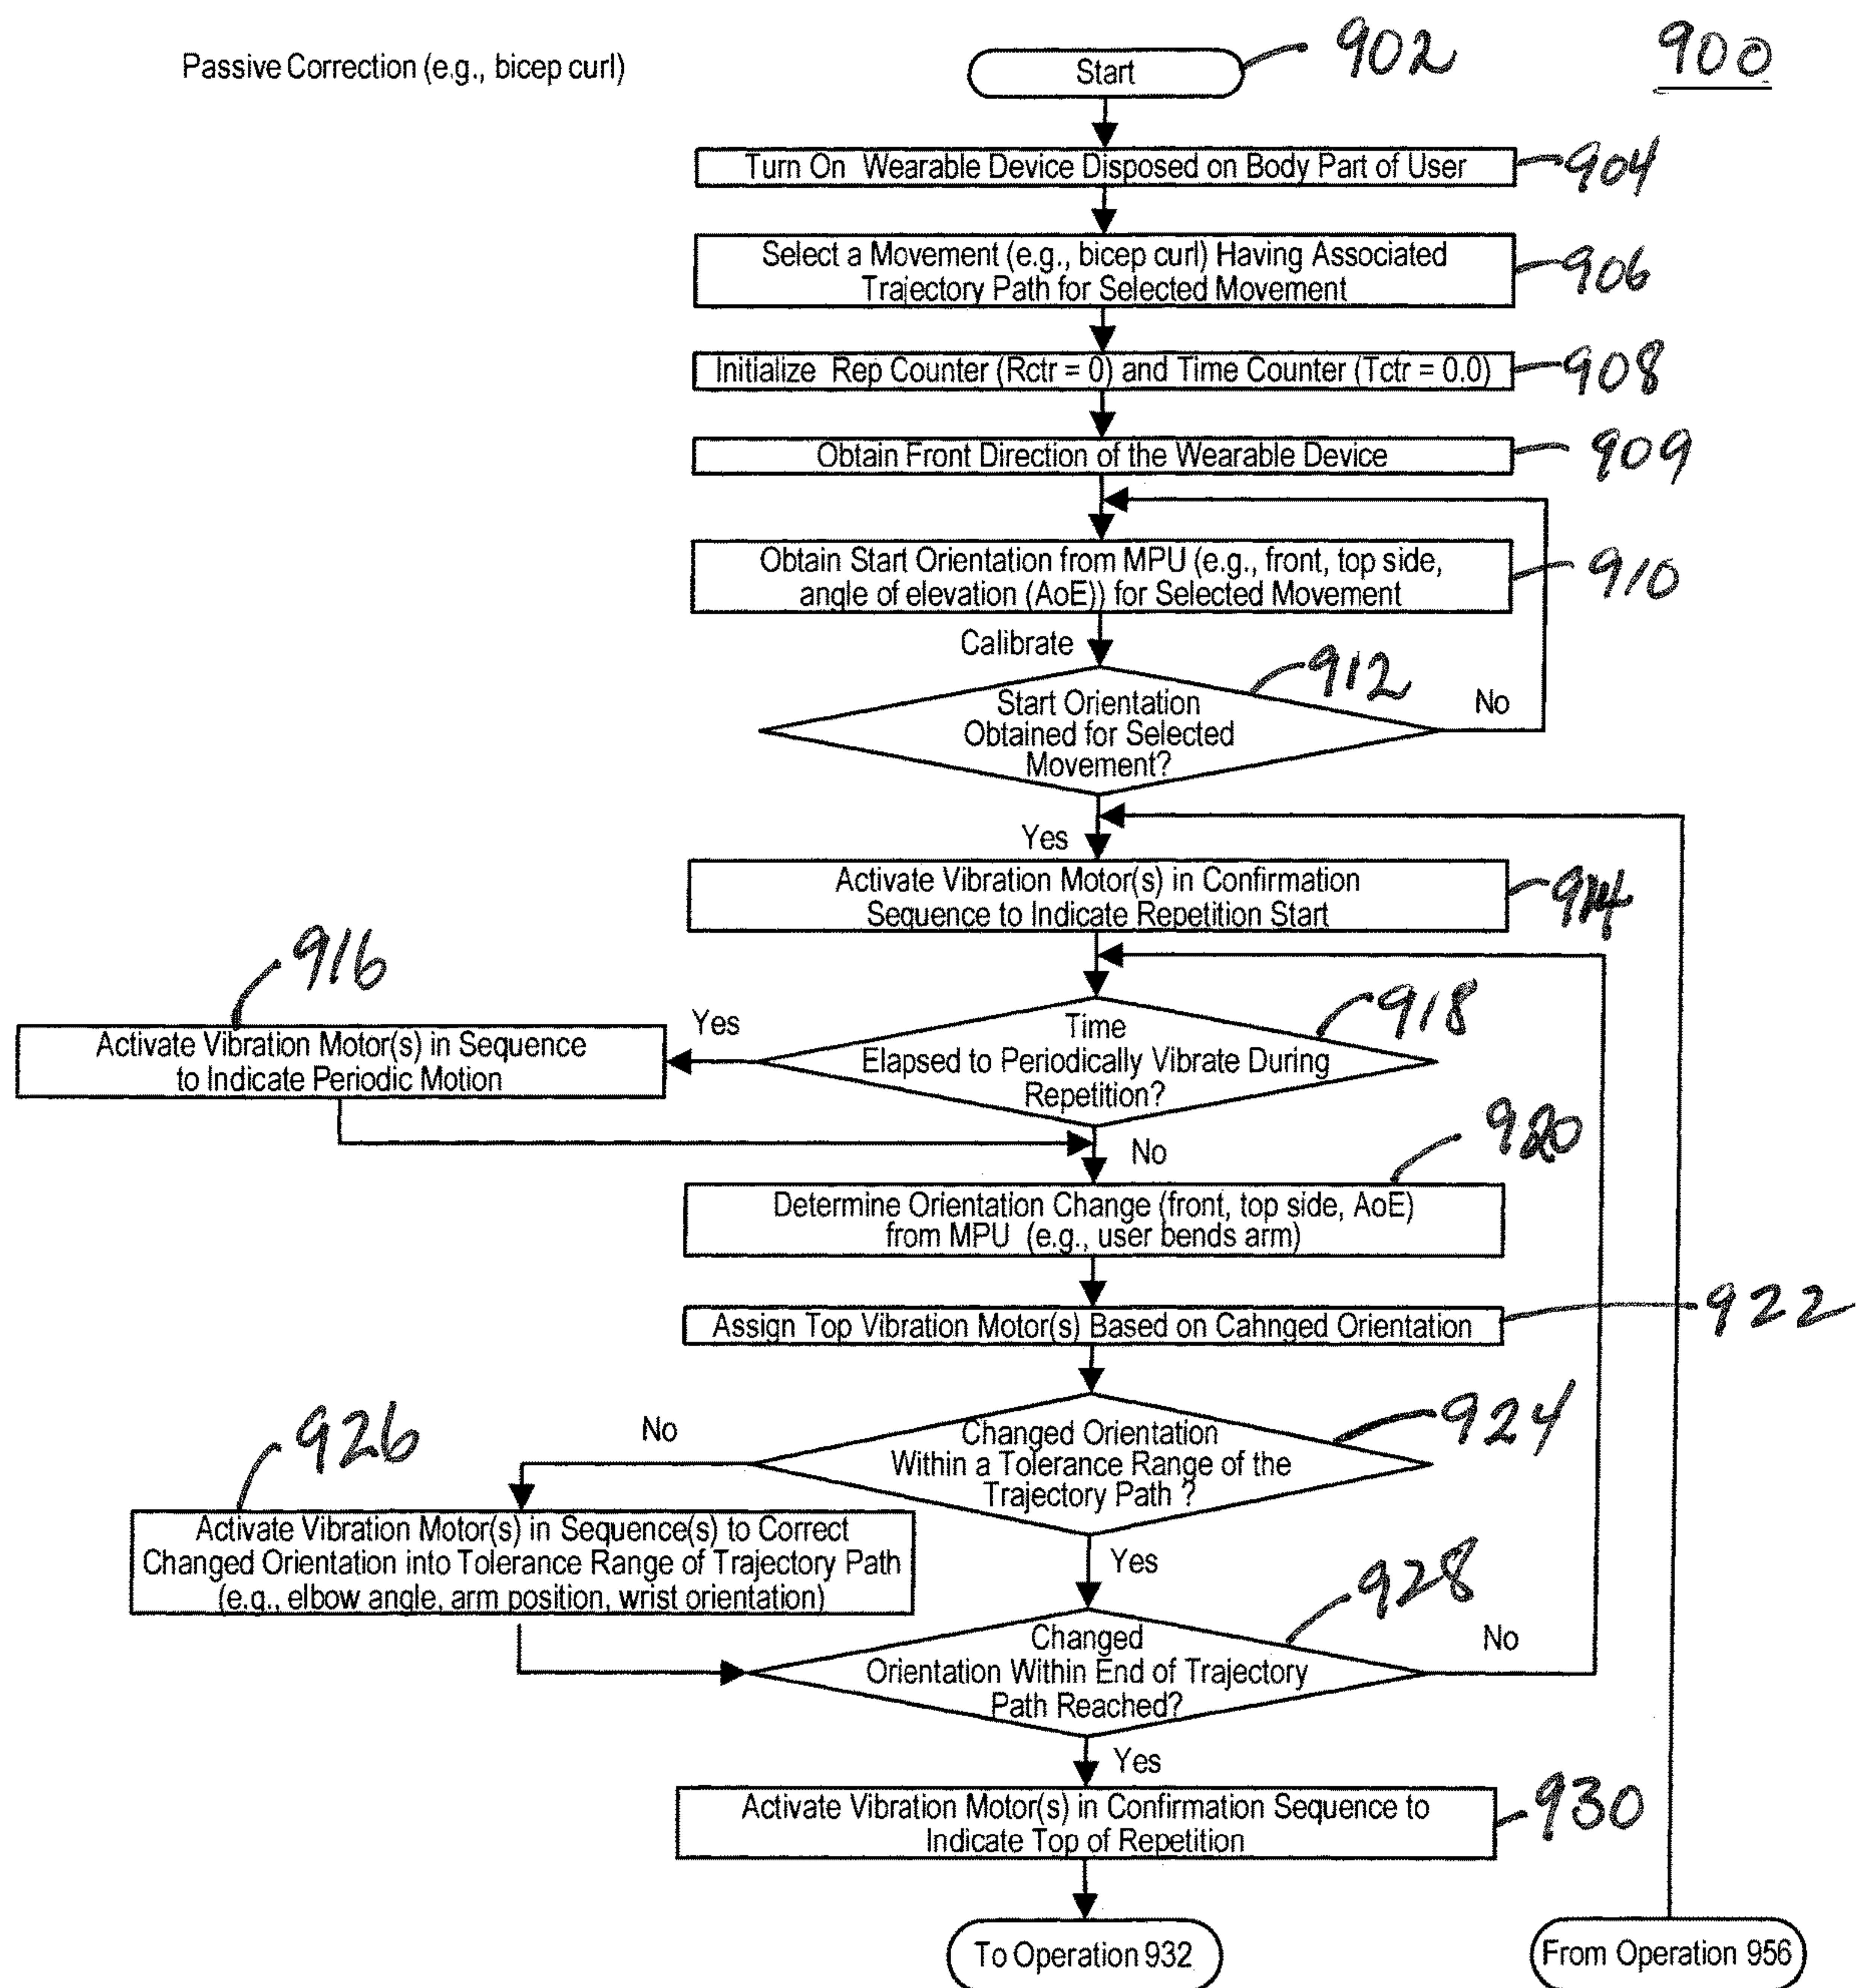 Passive Correction (e.g., bicep curl)
Start
902
900
Turn On Wearable Device Disposed on Body Part of User
904
Select a Movement (e.g., bicep curl) Having Associated
Trajectory Path for Selected Movement
906
Initialize Rep Counter (Rctr = 0) and Time Counter (Tctr = 0.0)
908
Obtain Front Direction of the Wearable Device
909
Obtain Start Orientation from MPU (e.g., front, top side,
angle of elevation (AoE)) for Selected Movement
910
Calibrate
912
Start Orientation
Obtained for Selected
Movement?
No
Yes
Activate Vibration Motor(s) in Confirmation
Sequence to Indicate Repetition Start
914
916
Activate Vibration Motor(s) in Sequence
to Indicate Periodic Motion
Yes
918
Time
Elapsed to Periodically Vibrate During
Repetition?
No
920
Determine Orientation Change (front, top side, AoE)
from MPU (e.g., user bends arm)
Assign Top Vibration Motor(s) Based on Cahnged Orientation
922
924
Changed Orientation
Within a Tolerance Range of the
Trajectory Path ?
No
926
Activate Vibration Motor(s) in Sequence(s) to Correct
Changed Orientation into Tolerance Range of Trajectory Path
(e.g., elbow angle, arm position, wrist orientation)
Yes
928
Changed
Orientation Within End of Trajectory
Path Reached?
No
Yes
Activate Vibration Motor(s) in Confirmation Sequence to
Indicate Top of Repetition
930
To Operation 932
From Operation 956